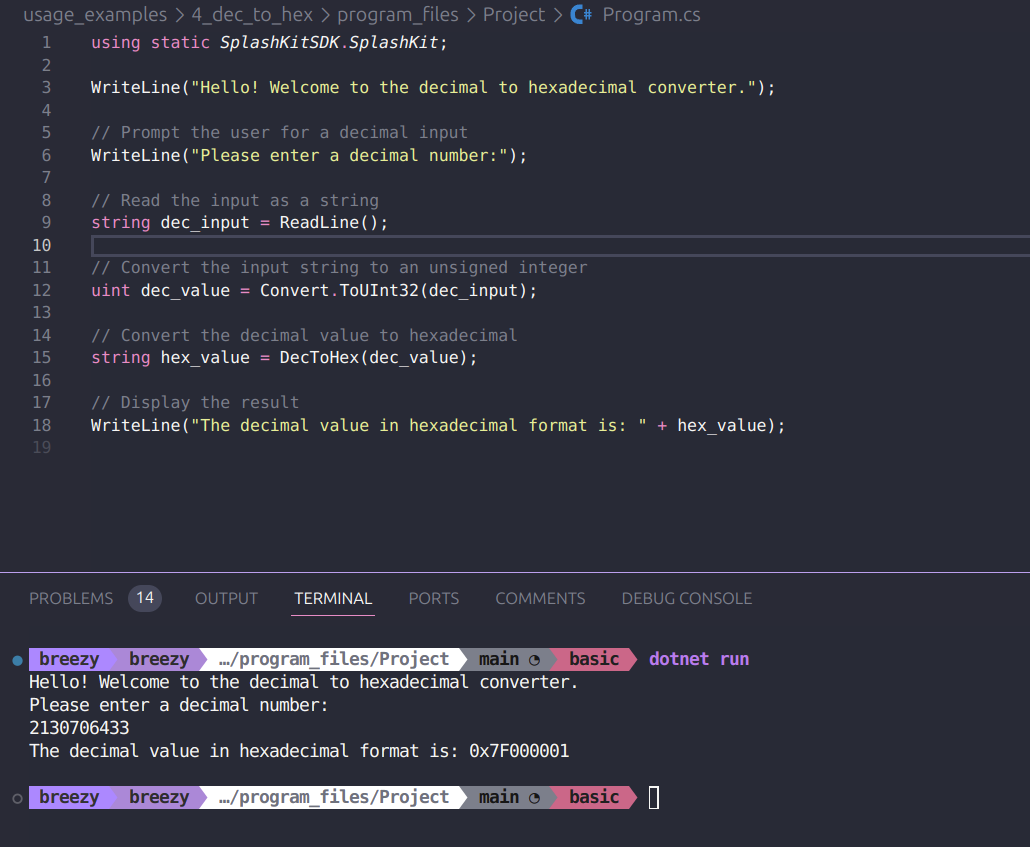 usage_examples > 4_dec_to_hex > program_files > Project > C# Program.cs
1 using static SplashKitSDK.SplashKit;
2
3 WriteLine("Hello! Welcome to the decimal to hexadecimal converter.");
4
5 // Prompt the user for a decimal input
6 WriteLine("Please enter a decimal number:");
7
8 // Read the input as a string
9 string dec_input = ReadLine();
10
11 // Convert the input string to an unsigned integer
12 uint dec_value = Convert.ToUInt32(dec_input);
13
14 // Convert the decimal value to hexadecimal
15 string hex_value = DecToHex(dec_value);
16
17 // Display the result
18 WriteLine("The decimal value in hexadecimal format is: " + hex_value);
19
PROBLEMS 14 OUTPUT TERMINAL PORTS COMMENTS DEBUG CONSOLE
breezy breezy …/program_files/Project main basic dotnet run
Hello! Welcome to the decimal to hexadecimal converter.
Please enter a decimal number:
2130706433
The decimal value in hexadecimal format is: 0x7F000001
breezy breezy …/program_files/Project main basic